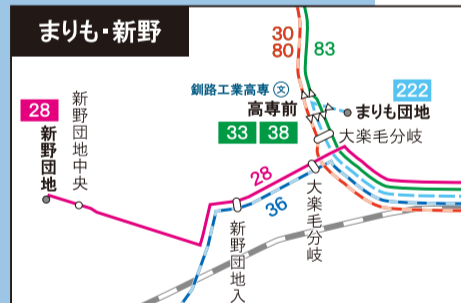 まりも・新野
30
80
83
釧路工業高専 文
高専前
33 38
222
まりも団地
大楽毛分岐
28
新野団地
新野団地中央
28
36
新野団地入
大楽毛分岐